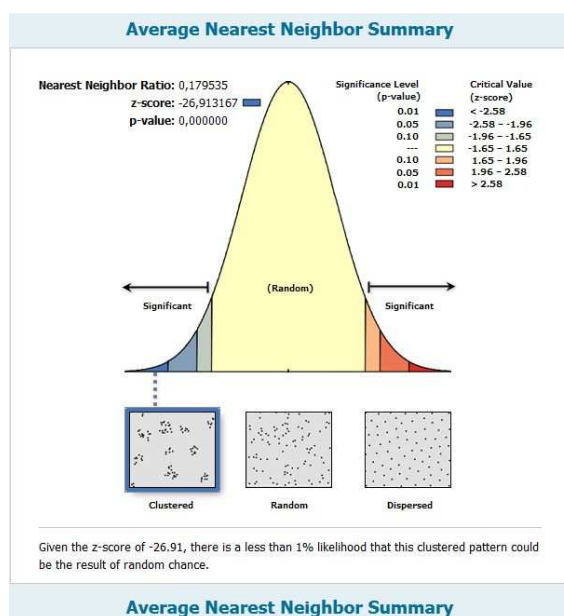 Average Nearest Neighbor Summary
Nearest Neighbor Ratio: 0,179535
z-score: -26,913167
p-value: 0,000000
Significance Level (p-value)
Critical Value (z-score)
0.01 < -2.58
0.05 -2.58 – -1.96
0.10 -1.96 – -1.65
--- -1.65 – 1.65
0.10 1.65 – 1.96
0.05 1.96 – 2.58
0.01 > 2.58
(Random)
Significant
Significant
Clustered
Random
Dispersed
Given the z-score of -26.91, there is a less than 1% likelihood that this clustered pattern could
be the result of random chance.
Average Nearest Neighbor Summary